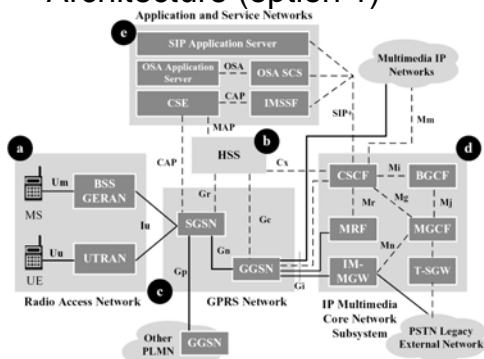 Architecture (option 1)
Application and Service Networks
e
SIP Application Server
OSA Application
Server
OSA
OSA SCS
CSE
CAP
IMSSF
Multimedia IP
Networks
MAP
SIP+
Mm
a
HSS
b
d
CAP
Cx
CSCF
Mi
BGCF
MS
Um
BSS
GERAN
Gr
Gc
Mr
Mg
Mj
Iu
SGSN
MRF
MGCF
Gn
Mn
UE
Uu
UTRAN
GGSN
IM-
MGW
T-SGW
Gp
Gi
Radio Access Network
c
GPRS Network
IP Multimedia
Core Network
Subsystem
Other
PLMN
GGSN
PSTN Legacy
External Network